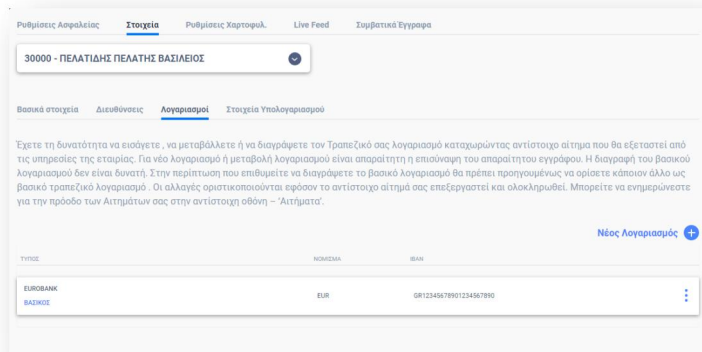 Ρυθμίσεις Ασφαλείας Στοιχεία Ρυθμίσεις Χαρτοφυλ. Live Feed Συμβατικά Έγγραφα
30000 - ΠΕΛΑΤΙΔΗΣ ΠΕΛΑΤΗΣ ΒΑΣΙΛΕΙΟΣ
Βασικά στοιχεία Διευθύνσεις Λογαριασμοί Στοιχεία Υπολογαριασμού
Έχετε τη δυνατότητα να εισάγετε , να μεταβάλλετε ή να διαγράψετε τον Τραπεζικό σας λογαριασμό καταχωρώντας αντίστοιχο αίτημα που θα εξεταστεί από
τις υπηρεσίες της εταιρίας. Για νέο λογαριασμό ή μεταβολή λογαριασμού είναι απαραίτητη η επισύναψη του απαραίτητου εγγράφου. Η διαγραφή του βασικού
λογαριασμού δεν είναι δυνατή. Στην περίπτωση που επιθυμείτε να διαγράψετε το βασικό λογαριασμό θα πρέπει προηγουμένως να ορίσετε κάποιον άλλο ως
βασικό τραπεζικό λογαριασμό . Οι αλλαγές οριστικοποιούνται εφόσον το αντίστοιχο αίτημά σας επεξεργαστεί και ολοκληρωθεί. Μπορείτε να ενημερώνεστε
για την πρόοδο των Αιτημάτων σας στην αντίστοιχη οθόνη – 'Αιτήματα'.
Νέος Λογαριασμός
ΤΥΠΟΣ ΝΟΜΙΣΜΑ IBAN
EUROBANK
ΒΑΣΙΚΟΣ
EUR GR12345678901234567890